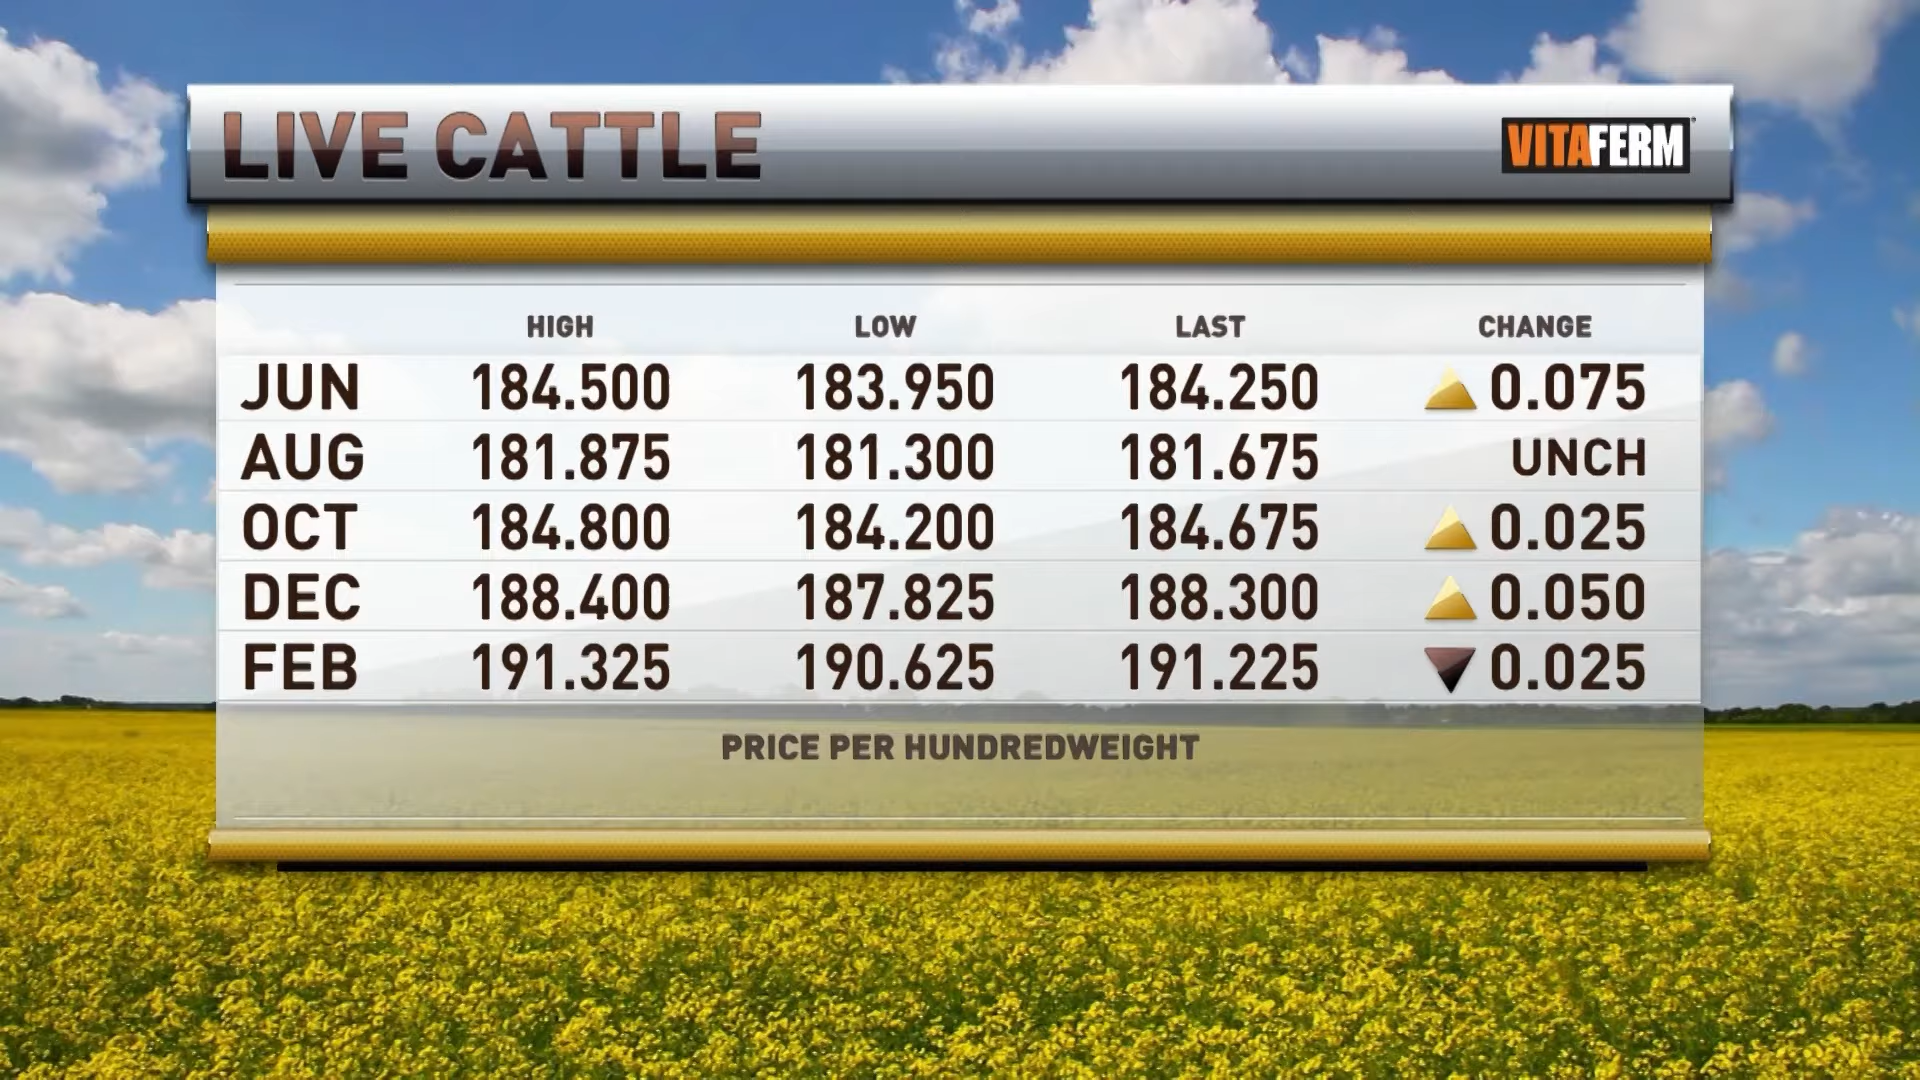 LIVE CATTLE VITAFERM®
HIGH LOW LAST CHANGE
JUN 184.500 183.950 184.250 ▲ 0.075
AUG 181.875 181.300 181.675 UNCH
OCT 184.800 184.200 184.675 ▲ 0.025
DEC 188.400 187.825 188.300 ▲ 0.050
FEB 191.325 190.625 191.225 ▼ 0.025
PRICE PER HUNDREDWEIGHT